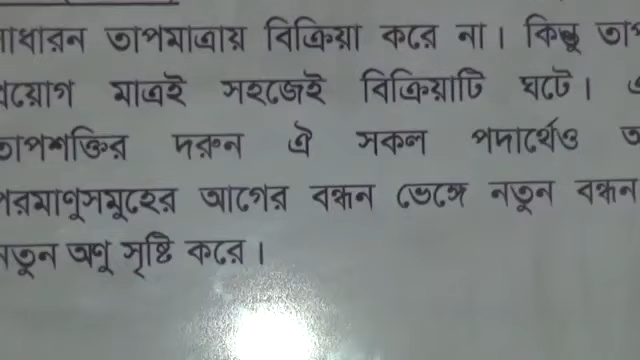 সাধারন তাপমাত্রায় বিক্রিয়া করে না। কিন্তু তাপ
প্রয়োগ মাত্রই সহজেই বিক্রিয়াটি ঘটে।
তাপশক্তির দরুন ঐ সকল পদার্থেও
পরমাণুসমূহের আগের বন্ধন ভেঙ্গে নতুন বন্ধন
নতুন অণু সৃষ্টি করে।